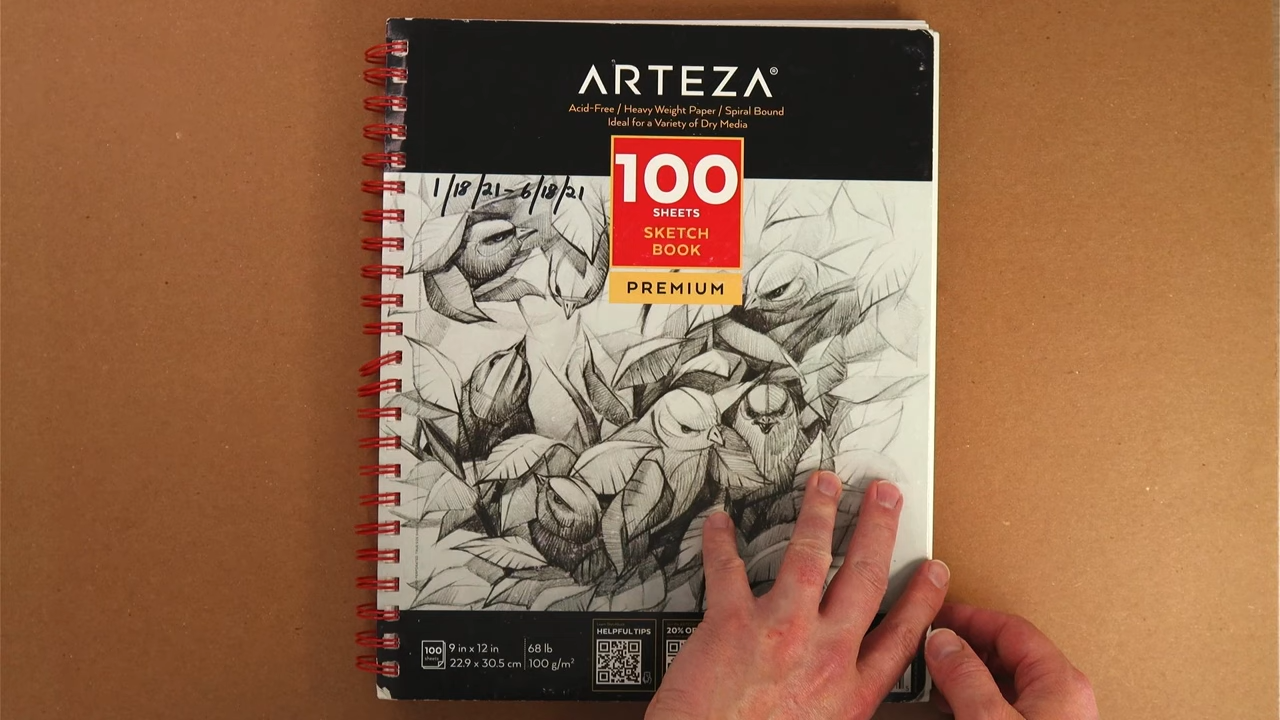 ARTEZA®
Acid-Free / Heavy Weight Paper / Spiral Bound
Ideal for a Variety of Dry Media
100
SHEETS
SKETCH
BOOK
PREMIUM
1/18/21-6/18/21
100
sheets
9 in x 12 in
22.9 x 30.5 cm
68 lb
100 g/m²
HELPFUL TIPS
20% OF